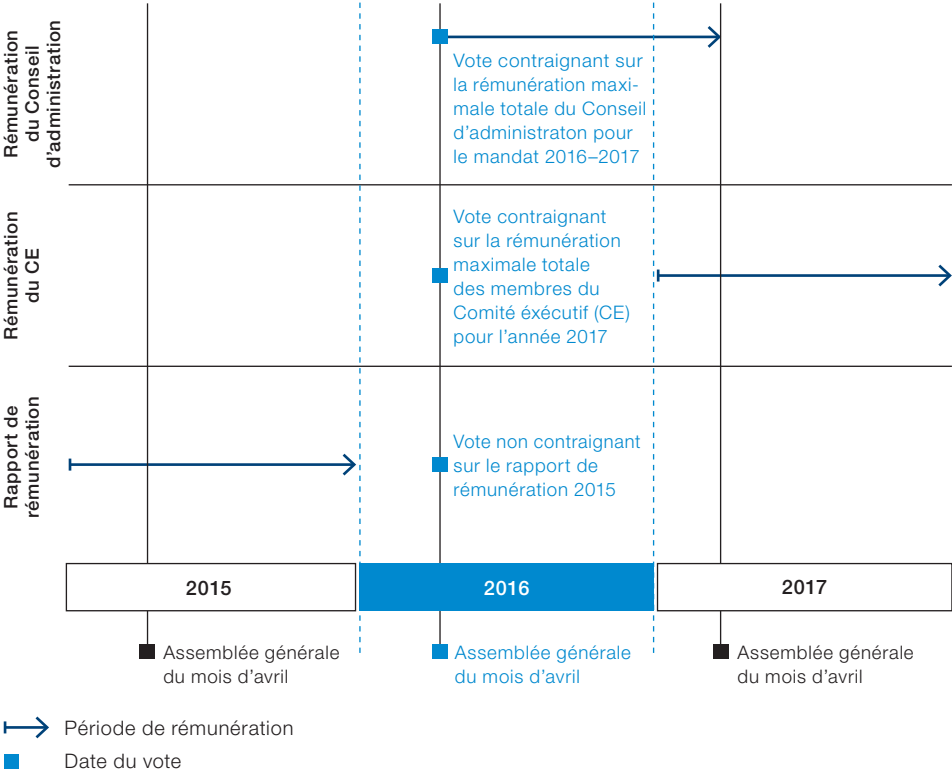 Rémunération
du Conseil
d'administration
Vote contraignant sur
la rémunération maxi-
male totale du Conseil
d'administraton pour
le mandat 2016–2017
Rémunération
du CE
Vote contraignant
sur la rémunération
maximale totale
des membres du
Comité éxécutif (CE)
pour l'année 2017
Rapport de
rémunération
Vote non contraignant
sur le rapport de
rémunération 2015
2015
2016
2017
Assemblée générale
du mois d'avril
Assemblée générale
du mois d'avril
Assemblée générale
du mois d'avril
Période de rémunération
Date du vote